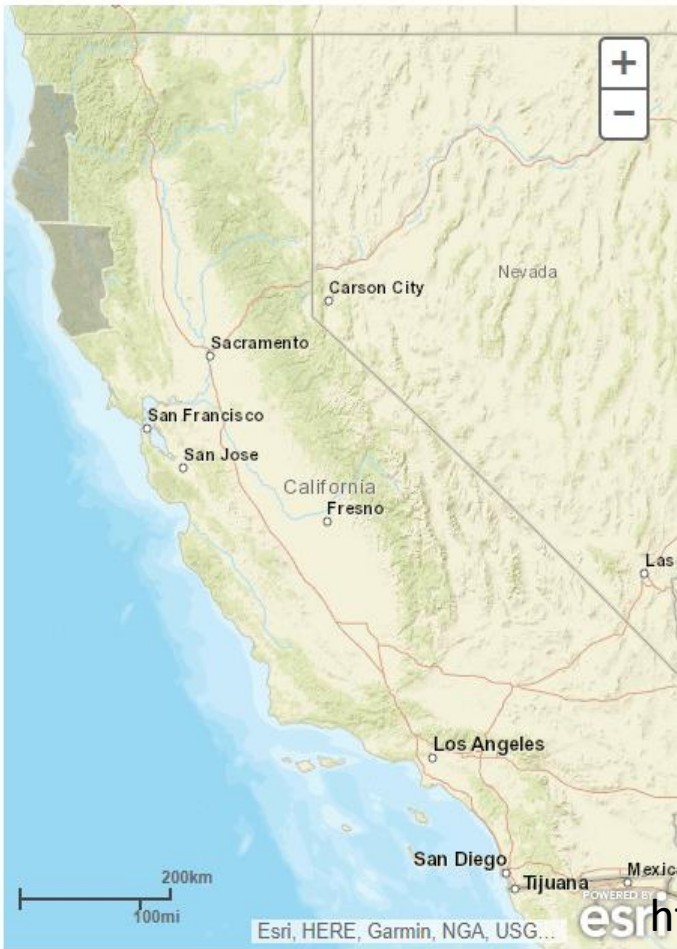 +
−
Nevada
Carson City
Sacramento
San Francisco
San Jose
California
Fresno
Las
Los Angeles
200km
100mi
San Diego
Tijuana
Mexic
POWERED BY
esri
Esri, HERE, Garmin, NGA, USG...